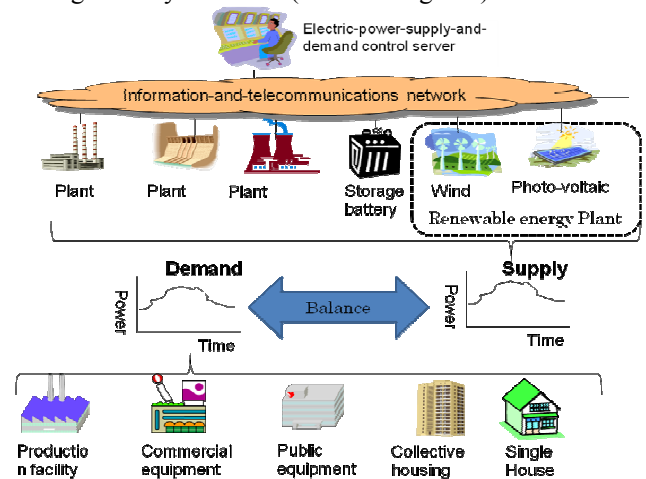 Electric-power-supply-and-
demand control server
Information-and-telecommunications network
Plant
Plant
Plant
Storage
battery
Wind
Photo-voltaic
Renewable energy Plant
Demand
Supply
Power
Balance
Power
Time
Time
Productio
n facility
Commercial
equipment
Public
equipment
Collective
housing
Single
House